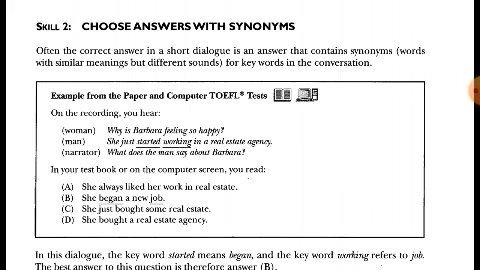 SKILL 2: CHOOSE ANSWERS WITH SYNONYMS
Often the correct answer in a short dialogue is an answer that contains synonyms (words
with similar meanings but different sounds) for key words in the conversation.
Example from the Paper and Computer TOEFL® Tests
On the recording, you hear:
(woman) Why is Barbara feeling so happy?
(man) She just started working in a real estate agency.
(narrator) What does the man say about Barbara?
In your test book or on the computer screen, you read:
(A) She always liked her work in real estate.
(B) She began a new job.
(C) She just bought some real estate.
(D) She bought a real estate agency.
In this dialogue, the key word started means began, and the key word working refers to job.
The best answer to this question is therefore answer (B).